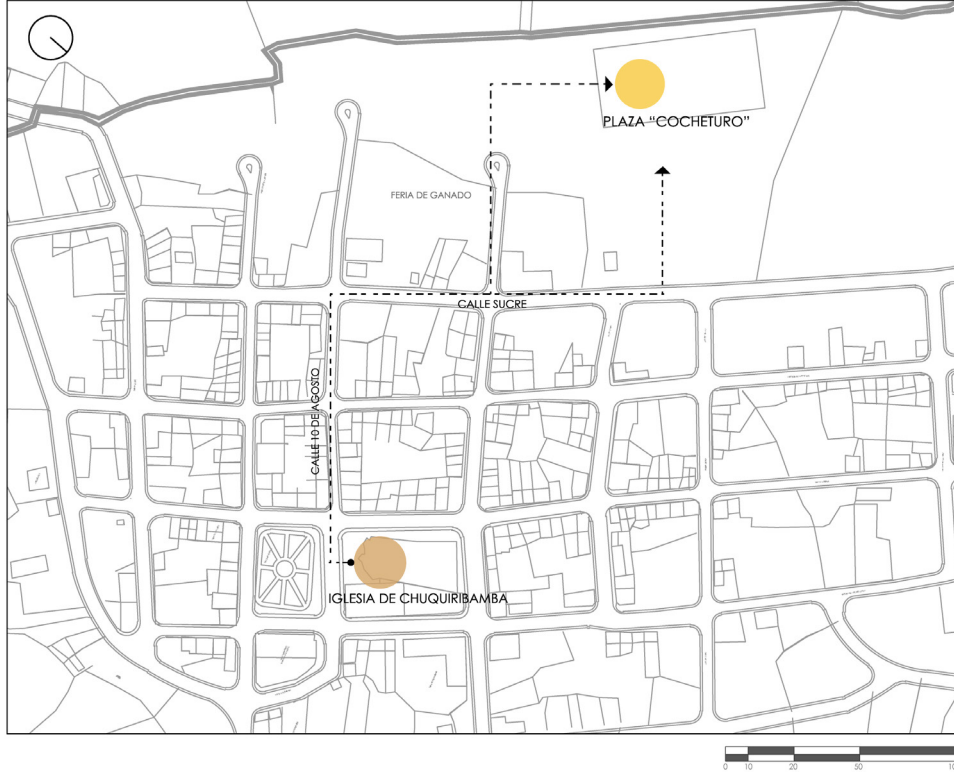 PLAZA “COCHETURO”
FERIA DE GANADO
CALLE SUCRE
CALLE 10 DE AGOSTO
IGLESIA DE CHUQUIRIBAMBA
0 10 20 50